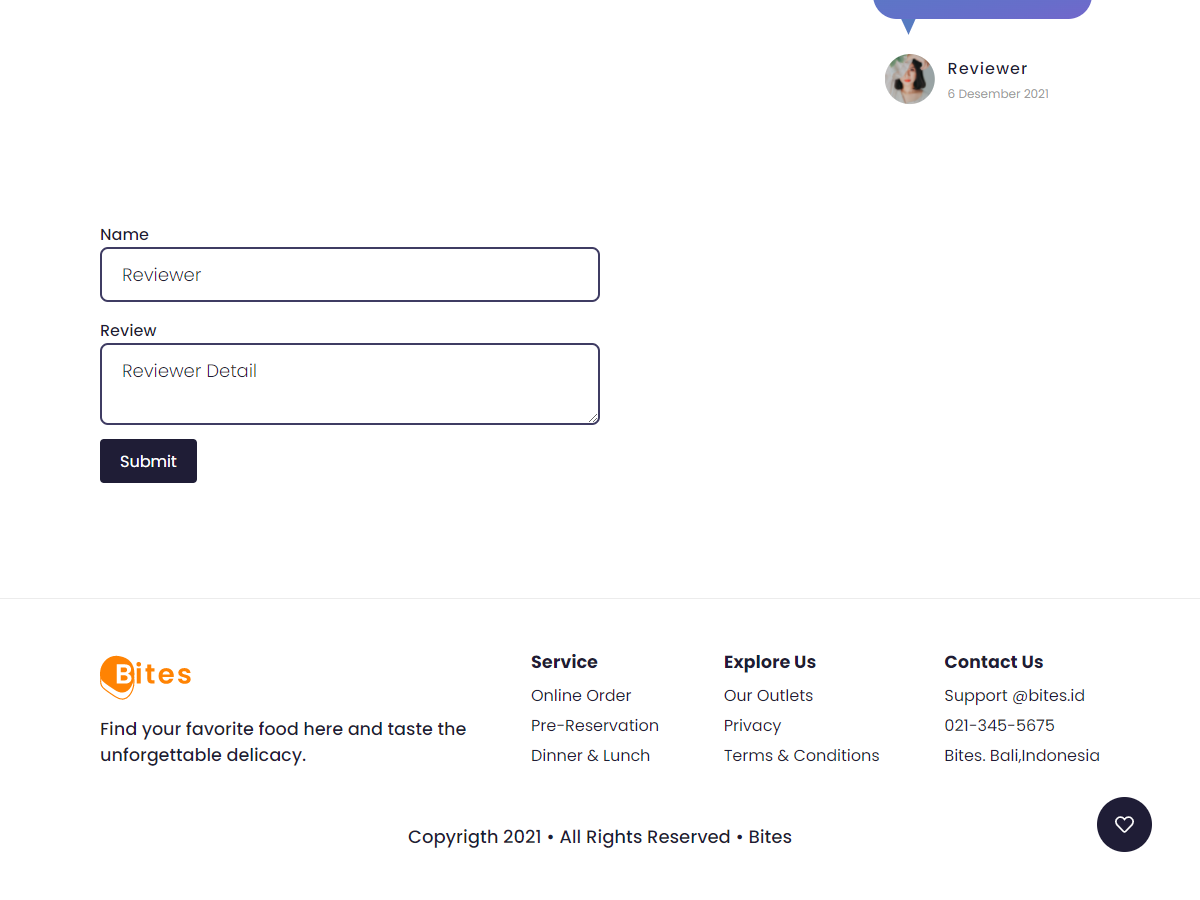 Reviewer
6 Desember 2021
Name
Reviewer
Review
Reviewer Detail
Submit
Bites
Find your favorite food here and taste the
unforgettable delicacy.
Service
Online Order
Pre-Reservation
Dinner & Lunch
Explore Us
Our Outlets
Privacy
Terms & Conditions
Contact Us
Support @bites.id
021-345-5675
Bites. Bali,Indonesia
Copyrigth 2021 • All Rights Reserved • Bites